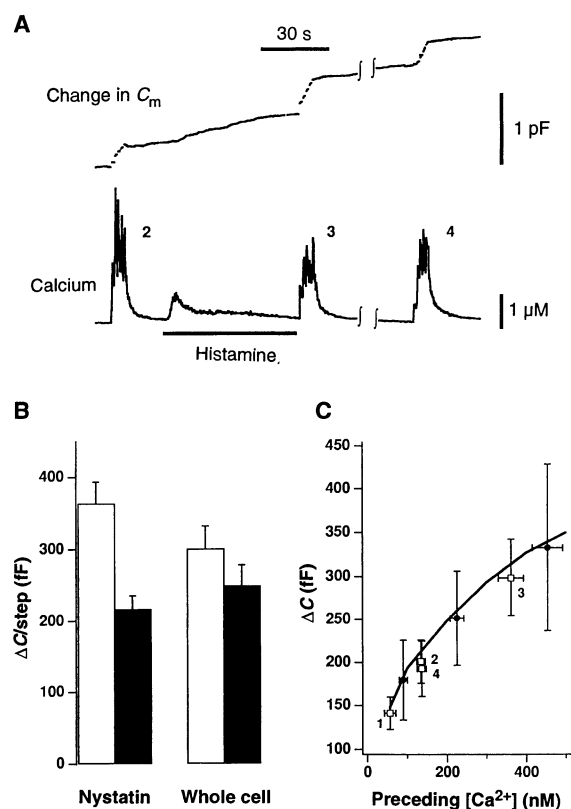 A
30 s
Change in Cm
1 pF
2
3
4
Calcium
1 µM
Histamine
B
ΔC/step (fF)
400
300
200
100
0
Nystatin
Whole cell
C
ΔC (fF)
450
400
350
300
250
200
150
100
1
2
4
3
0
200
400
Preceding [Ca2+] (nM)